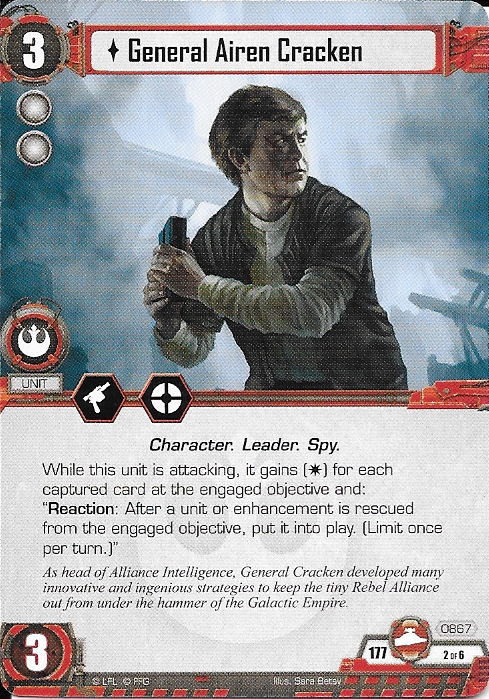 3
General Airen Cracken
UNIT
Character. Leader. Spy.
While this unit is attacking, it gains (✷) for each
captured card at the engaged objective and:
“Reaction: After a unit or enhancement is rescued
from the engaged objective, put it into play. (Limit once
per turn.)”
As head of Alliance Intelligence, General Cracken developed many
innovative and ingenious strategies to keep the tiny Rebel Alliance
out from under the hammer of the Galactic Empire.
0867
3
177
2 OF 6
© LFL © FFG
Illus. Sara Betsy